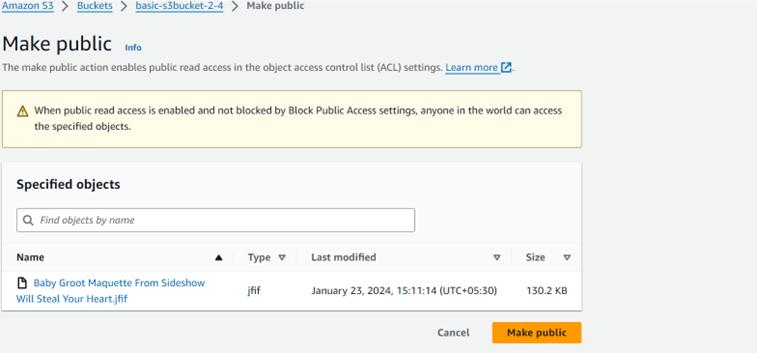 Amazon S3 > Buckets > basic-s3bucket-2-4 > Make public
Make public Info
The make public action enables public read access in the object access control list (ACL) settings. Learn more.
When public read access is enabled and not blocked by Block Public Access settings, anyone in the world can access
the specified objects.
Specified objects
Find objects by name
Name Type Last modified Size
Baby Groot Maquette From Sideshow
Will Steal Your Heart.jfif jfif January 23, 2024, 15:11:14 (UTC+05:30) 130.2 KB
Cancel Make public